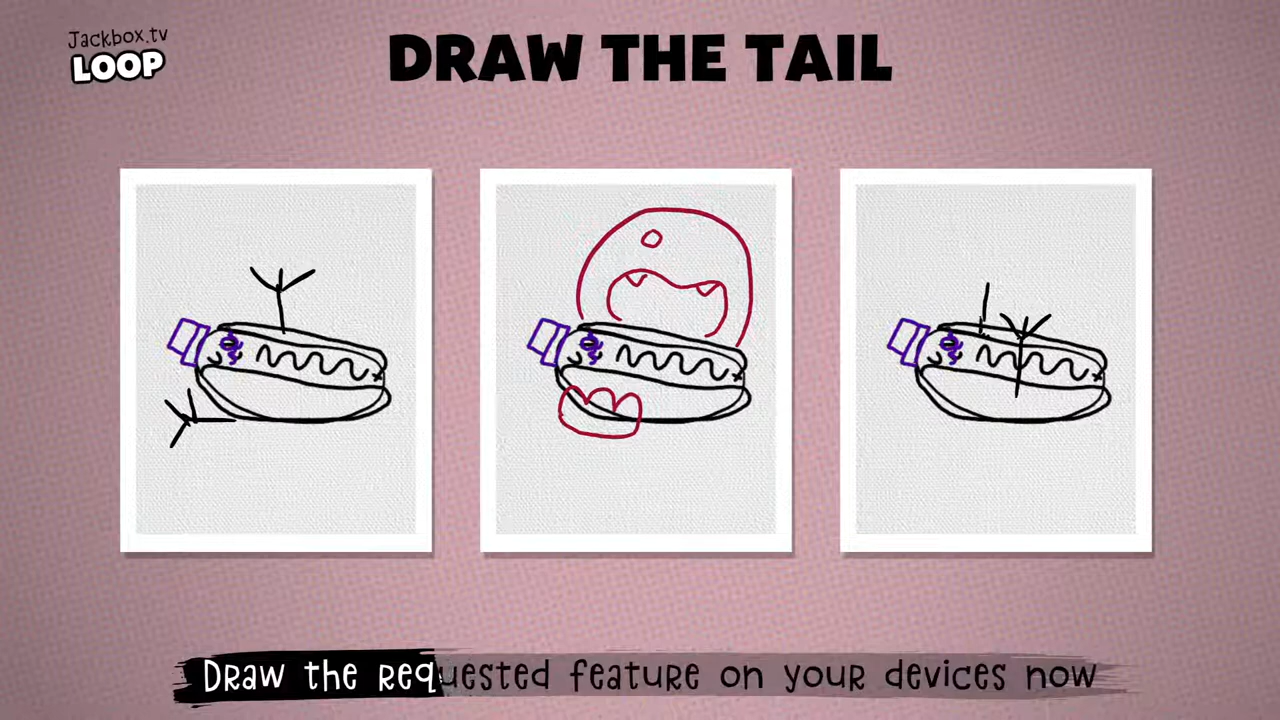 Jackbox.tv
LOOP
DRAW THE TAIL
Draw the requested feature on your devices now